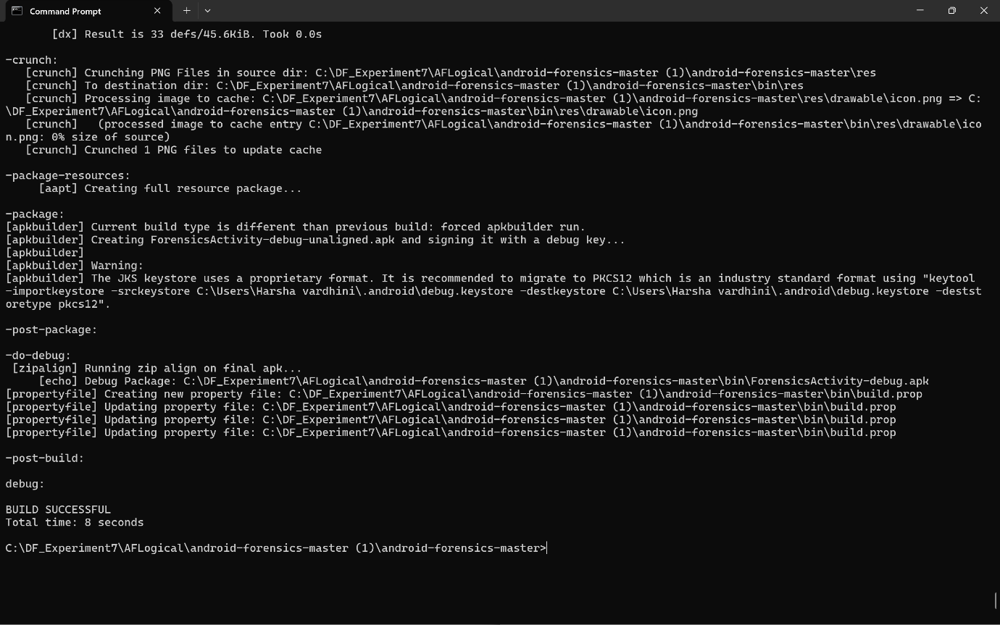 Command Prompt
[dx] Result is 33 defs/45.6KiB. Took 0.0s
-crunch:
[crunch] Crunching PNG Files in source dir: C:\DF_Experiment7\AFLogical\android-forensics-master (1)\android-forensics-master\res
[crunch] To destination dir: C:\DF_Experiment7\AFLogical\android-forensics-master (1)\android-forensics-master\bin\res
[crunch] Processing image to cache: C:\DF_Experiment7\AFLogical\android-forensics-master (1)\android-forensics-master\res\drawable\icon.png => C:
\DF_Experiment7\AFLogical\android-forensics-master (1)\android-forensics-master\bin\res\drawable\icon.png
[crunch]   (processed image to cache entry C:\DF_Experiment7\AFLogical\android-forensics-master (1)\android-forensics-master\bin\res\drawable\ico
n.png: 0% size of source)
[crunch] Crunched 1 PNG files to update cache
-package-resources:
[aapt] Creating full resource package...
-package:
[apkbuilder] Current build type is different than previous build: forced apkbuilder run.
[apkbuilder] Creating ForensicsActivity-debug-unaligned.apk and signing it with a debug key...
[apkbuilder]
[apkbuilder] Warning:
[apkbuilder] The JKS keystore uses a proprietary format. It is recommended to migrate to PKCS12 which is an industry standard format using "keytool
-importkeystore -srckeystore C:\Users\Harsha vardhini\.android\debug.keystore -destkeystore C:\Users\Harsha vardhini\.android\debug.keystore -destst
oretype pkcs12".
-post-package:
-do-debug:
[zipalign] Running zip align on final apk...
[echo] Debug Package: C:\DF_Experiment7\AFLogical\android-forensics-master (1)\android-forensics-master\bin\ForensicsActivity-debug.apk
[propertyfile] Creating new property file: C:\DF_Experiment7\AFLogical\android-forensics-master (1)\android-forensics-master\bin\build.prop
[propertyfile] Updating property file: C:\DF_Experiment7\AFLogical\android-forensics-master (1)\android-forensics-master\bin\build.prop
[propertyfile] Updating property file: C:\DF_Experiment7\AFLogical\android-forensics-master (1)\android-forensics-master\bin\build.prop
[propertyfile] Updating property file: C:\DF_Experiment7\AFLogical\android-forensics-master (1)\android-forensics-master\bin\build.prop
-post-build:
debug:
BUILD SUCCESSFUL
Total time: 8 seconds
C:\DF_Experiment7\AFLogical\android-forensics-master (1)\android-forensics-master>